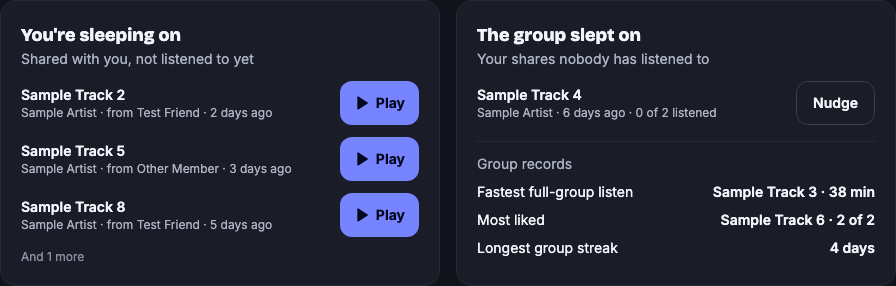 You're sleeping on
Shared with you, not listened to yet
Sample Track 2
Sample Artist · from Test Friend · 2 days ago
Play
Sample Track 5
Sample Artist · from Other Member · 3 days ago
Play
Sample Track 8
Sample Artist · from Test Friend · 5 days ago
Play
And 1 more
The group slept on
Your shares nobody has listened to
Sample Track 4
Sample Artist · 6 days ago · 0 of 2 listened
Nudge
Group records
Fastest full-group listen Sample Track 3 · 38 min
Most liked Sample Track 6 · 2 of 2
Longest group streak 4 days